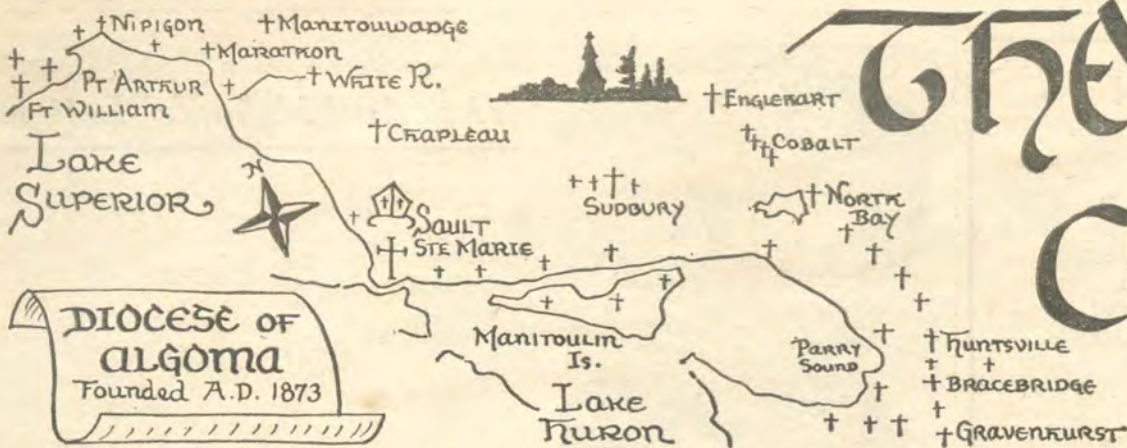 The
C
NIPIGON
MANITOUWADGE
MARATHON
PT ARTHUR
WHITE R.
FT WILLIAM
ENGLEHART
CHAPLEAU
COBALT
LAKE
SUPERIOR
N
SUDBURY
NORTH
BAY
SAULT
STE MARIE
DIOCESE OF
ALGOMA
Founded A.D. 1873
MANITOULIN
IS.
PARRY
SOUND
HUNTSVILLE
BRACEBRIDGE
GRAVENHURST
LAKE
HURON